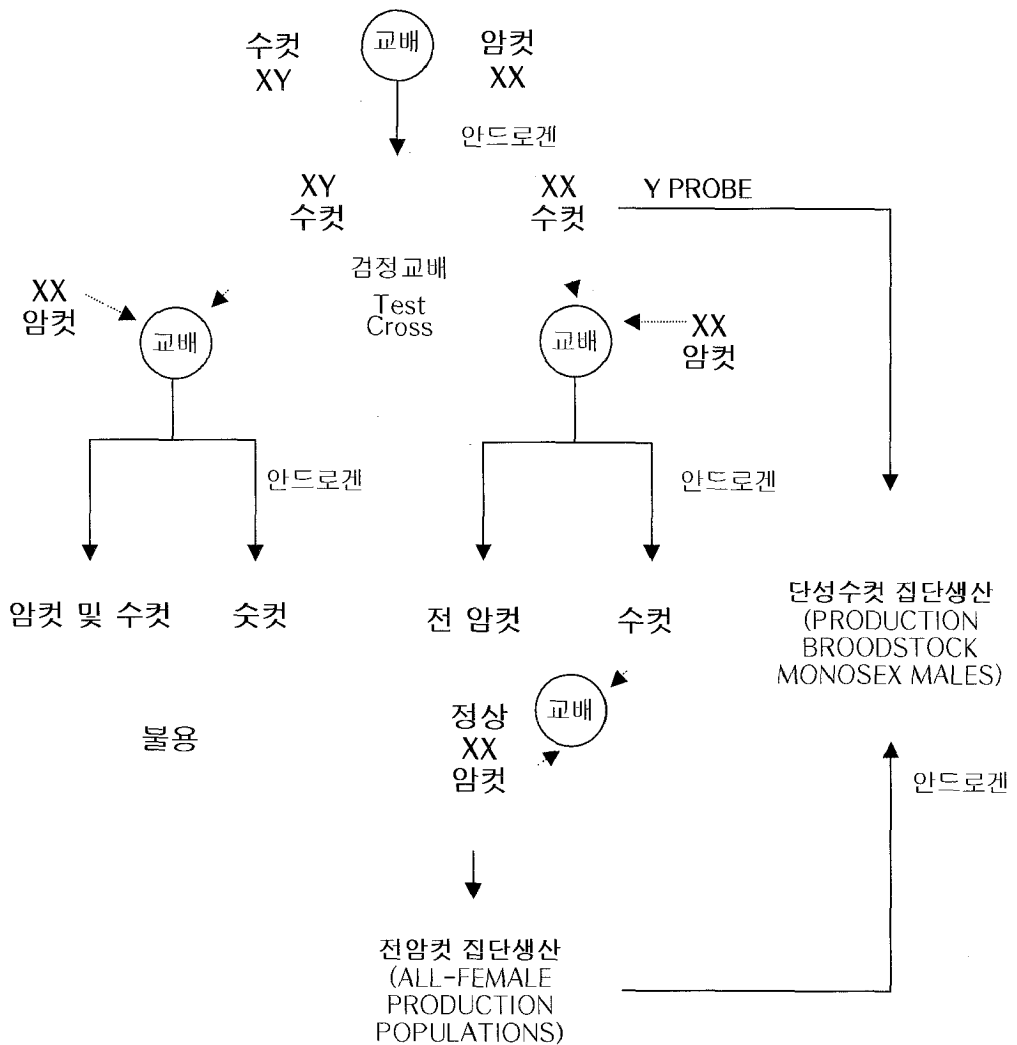 수컷
XY
교배
암컷
XX
안드로겐
XY
수컷
XX
수컷
Y PROBE
검정교배
Test
Cross
XX
암컷
교배
교배
XX
암컷
안드로겐
안드로겐
암컷 및 수컷
숫컷
전 암컷
수컷
단성수컷 집단생산
(PRODUCTION
BROODSTOCK
MONOSEX MALES)
불용
정상
XX
암컷
교배
안드로겐
전암컷 집단생산
(ALL-FEMALE
PRODUCTION
POPULATIONS)